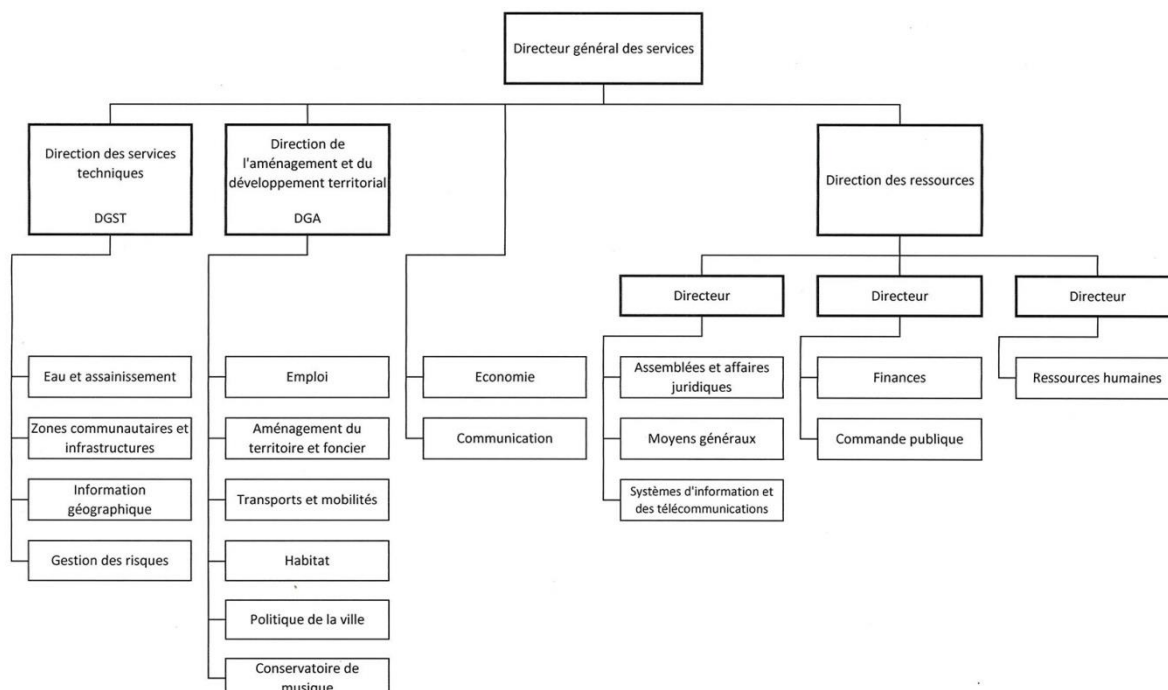 Directeur général des services
Direction des services
techniques
DGST
Direction de
l'aménagement et du
développement territorial
DGA
Direction des ressources
Directeur
Directeur
Directeur
Eau et assainissement
Zones communautaires et
infrastructures
Information
géographique
Gestion des risques
Emploi
Aménagement du
territoire et foncier
Transports et mobilités
Habitat
Politique de la ville
Conservatoire de
musique
Economie
Communication
Assemblées et affaires
juridiques
Moyens généraux
Systèmes d'information et
des télécommunications
Finances
Commande publique
Ressources humaines